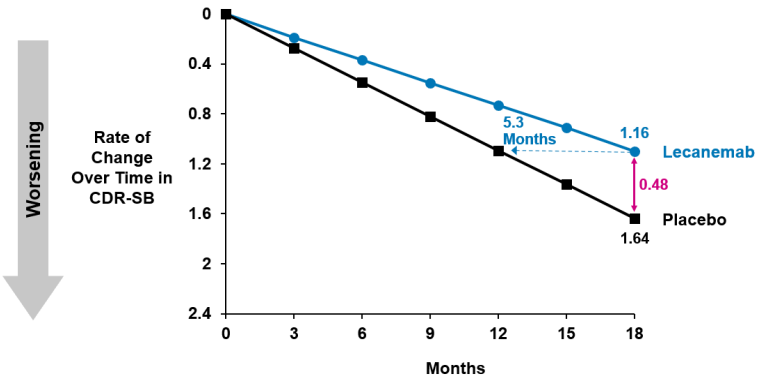 Worsening
Rate of
Change
Over Time in
CDR-SB
0
0.4
0.8
1.2
1.6
2
2.4
5.3
Months
1.16
Lecanemab
0.48
Placebo
1.64
0 3 6 9 12 15 18
Months